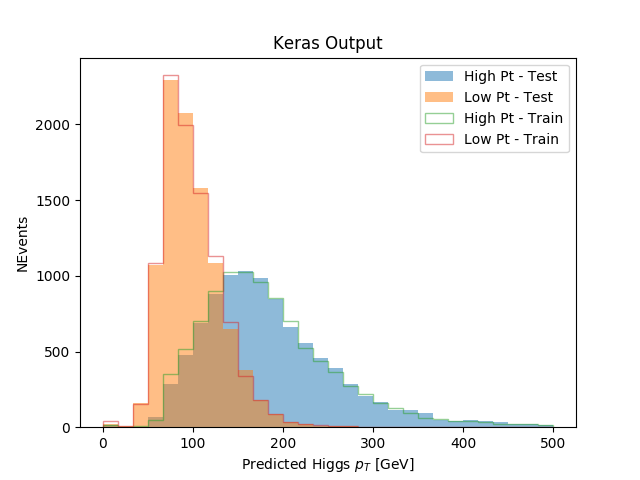 Keras Output
High Pt - Test
Low Pt - Test
High Pt - Train
Low Pt - Train
NEvents
2000
1500
1000
500
0
0 100 200 300 400 500
Predicted Higgs p_T [GeV]